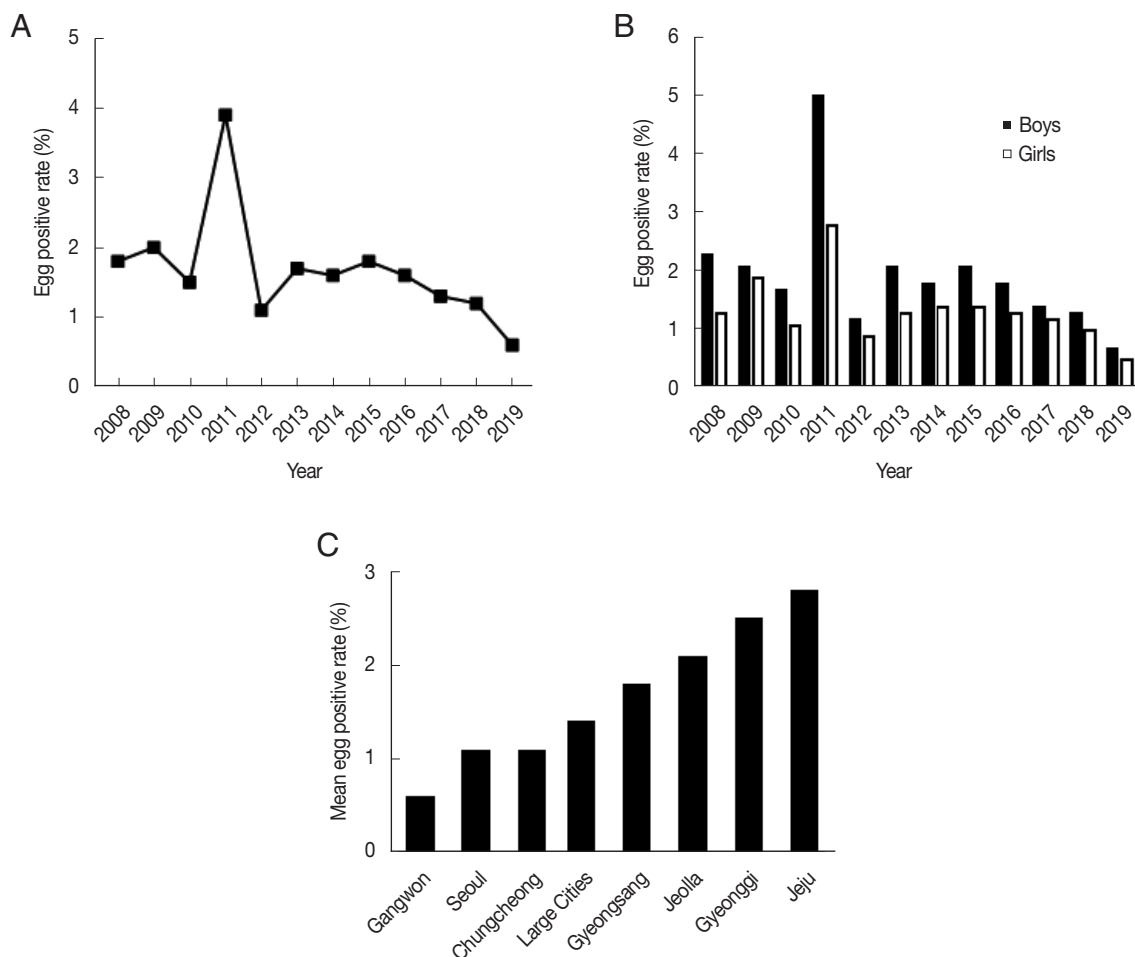 A
5
4
3
2
1
0
Egg positive rate (%)
2008
2009
2010
2011
2012
2013
2014
2015
2016
2017
2018
2019
Year
B
6
5
4
3
2
1
0
Egg positive rate (%)
Boys
Girls
2008
2009
2010
2011
2012
2013
2014
2015
2016
2017
2018
2019
Year
C
3
2
1
0
Mean egg positive rate (%)
Gangwon
Seoul
Chungcheong
Large Cities
Gyeongsang
Jeolla
Gyeonggi
Jeju